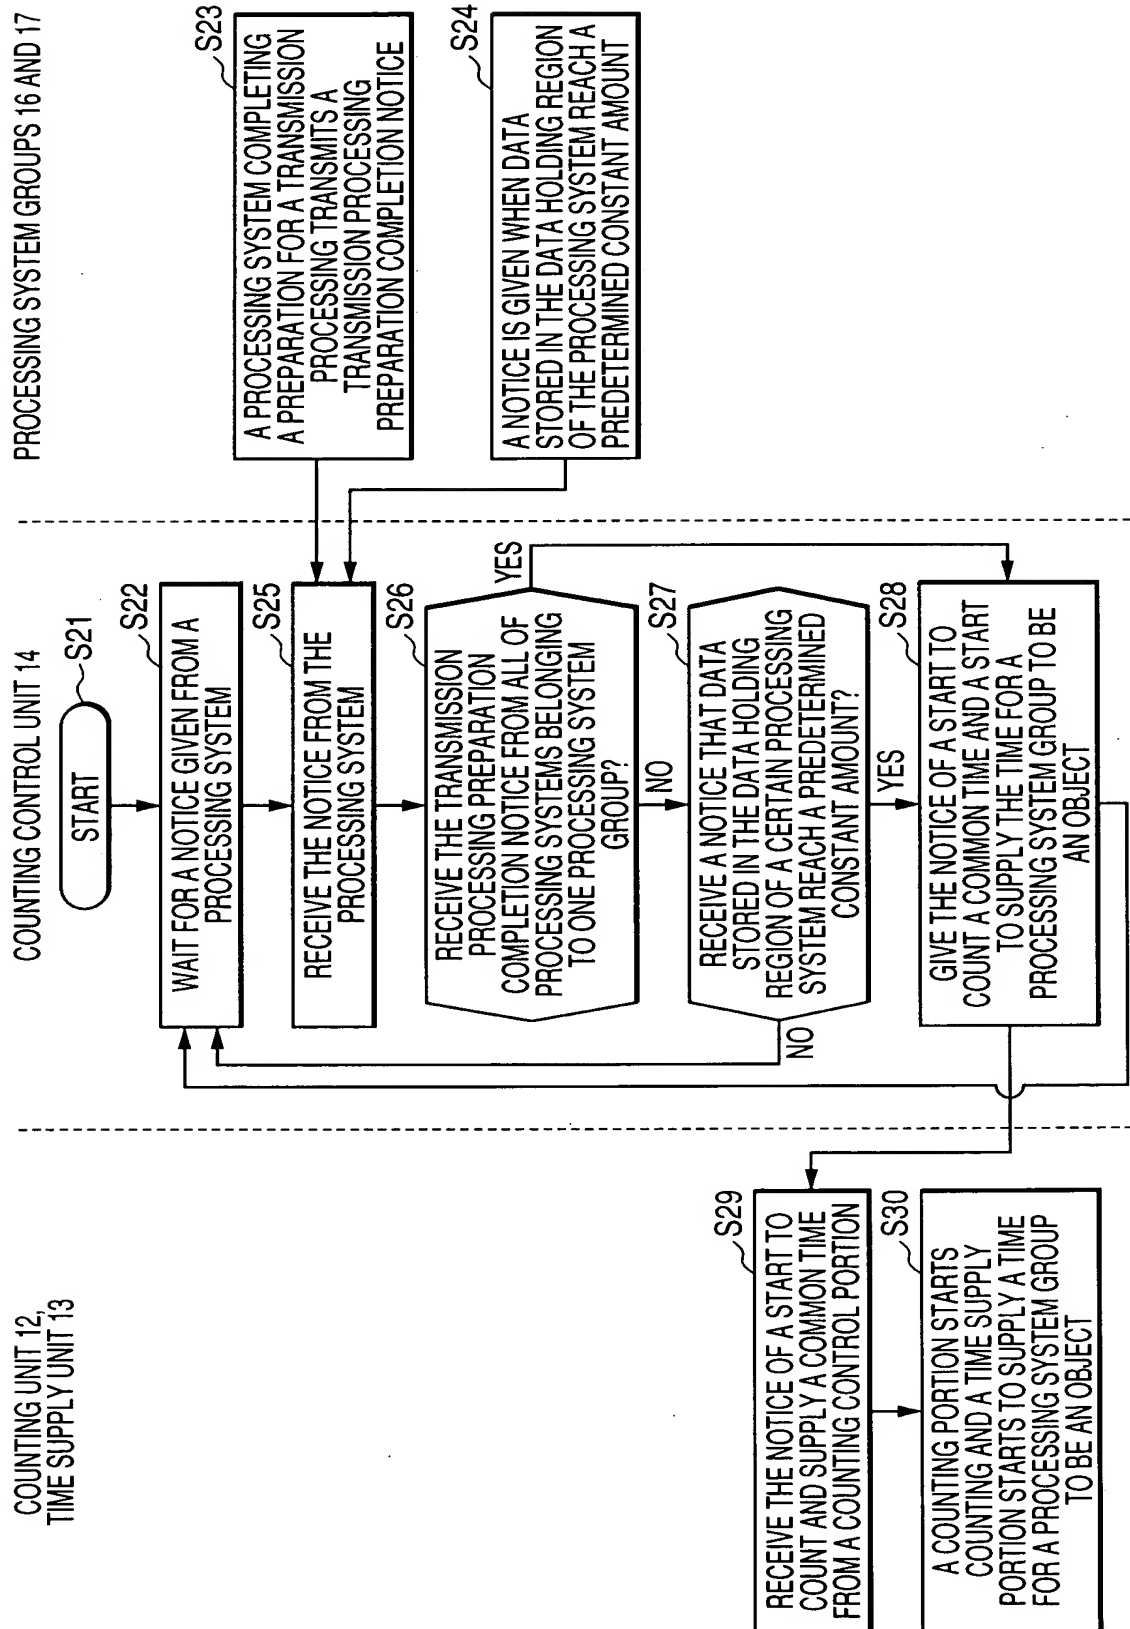 COUNTING UNIT 12,
TIME SUPPLY UNIT 13
COUNTING CONTROL UNIT 14
PROCESSING SYSTEM GROUPS 16 AND 17
START
S21
S22
WAIT FOR A NOTICE GIVEN FROM A
PROCESSING SYSTEM
S23
A PROCESSING SYSTEM COMPLETING
A PREPARATION FOR A TRANSMISSION
PROCESSING TRANSMITS A
TRANSMISSION PROCESSING
PREPARATION COMPLETION NOTICE
S24
A NOTICE IS GIVEN WHEN DATA
STORED IN THE DATA HOLDING REGION
OF THE PROCESSING SYSTEM REACH A
PREDETERMINED CONSTANT AMOUNT
S25
RECEIVE THE NOTICE FROM THE
PROCESSING SYSTEM
S26
RECEIVE THE TRANSMISSION
PROCESSING PREPARATION
COMPLETION NOTICE FROM ALL OF
PROCESSING SYSTEMS BELONGING
TO ONE PROCESSING SYSTEM
GROUP?
YES
NO
S27
RECEIVE A NOTICE THAT DATA
STORED IN THE DATA HOLDING
REGION OF A CERTAIN PROCESSING
SYSTEM REACH A PREDETERMINED
CONSTANT AMOUNT?
NO
YES
S28
GIVE THE NOTICE OF A START TO
COUNT A COMMON TIME AND A START
TO SUPPLY THE TIME FOR A
PROCESSING SYSTEM GROUP TO BE
AN OBJECT
S29
RECEIVE THE NOTICE OF A START TO
COUNT AND SUPPLY A COMMON TIME
FROM A COUNTING CONTROL PORTION
S30
A COUNTING PORTION STARTS
COUNTING AND A TIME SUPPLY
PORTION STARTS TO SUPPLY A TIME
FOR A PROCESSING SYSTEM GROUP
TO BE AN OBJECT